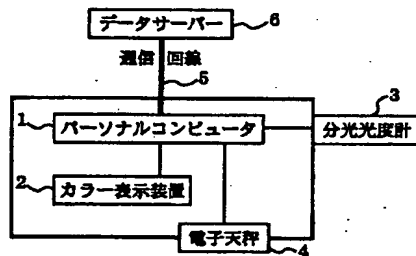 データサーバー 6
通信 回線
5
3
1 パーソナルコンピュータ
分光光度計
2 カラー表示装置
電子天秤
4